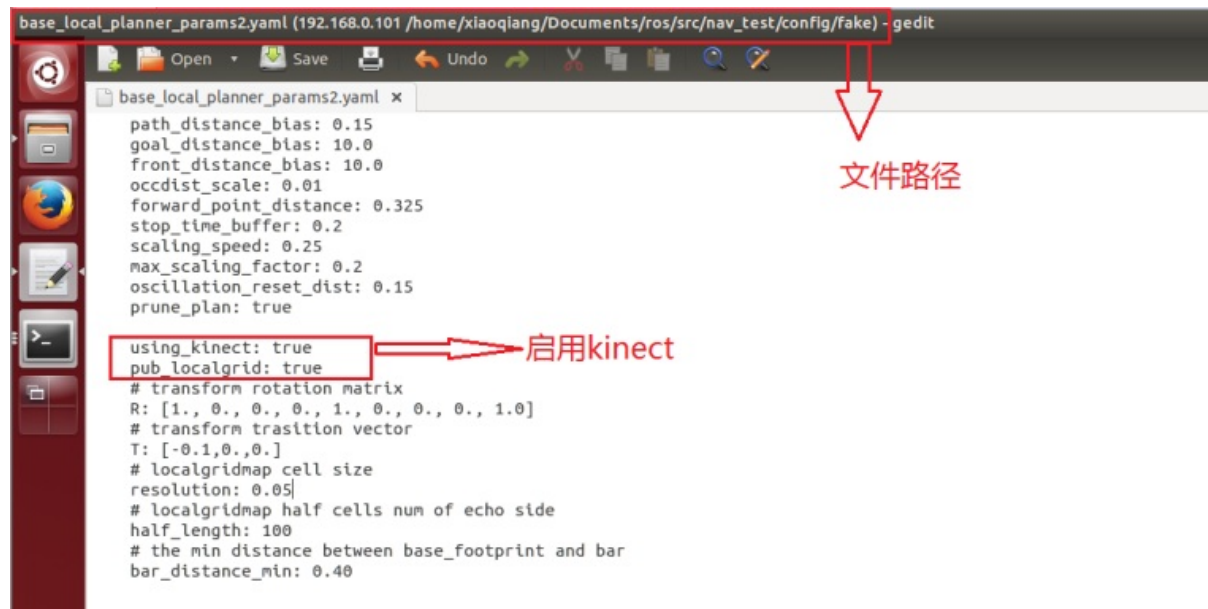 base_local_planner_params2.yaml (192.168.0.101 /home/xiaoqiang/Documents/ros/src/nav_test/config/fake) - gedit
Open Save Undo
base_local_planner_params2.yaml ×
path_distance_bias: 0.15
goal_distance_bias: 10.0
front_distance_bias: 10.0
文件路径
occdist_scale: 0.01
forward_point_distance: 0.325
stop_time_buffer: 0.2
scaling_speed: 0.25
max_scaling_factor: 0.2
oscillation_reset_dist: 0.15
prune_plan: true
using_kinect: true
启用kinect
pub_localgrid: true
# transform rotation matrix
R: [1., 0., 0., 0., 1., 0., 0., 0., 1.0]
# transform trasition vector
T: [-0.1,0.,0.]
# localgridmap cell size
resolution: 0.05
# localgridmap half cells num of echo side
half_length: 100
# the min distance between base_footprint and bar
bar_distance_min: 0.40